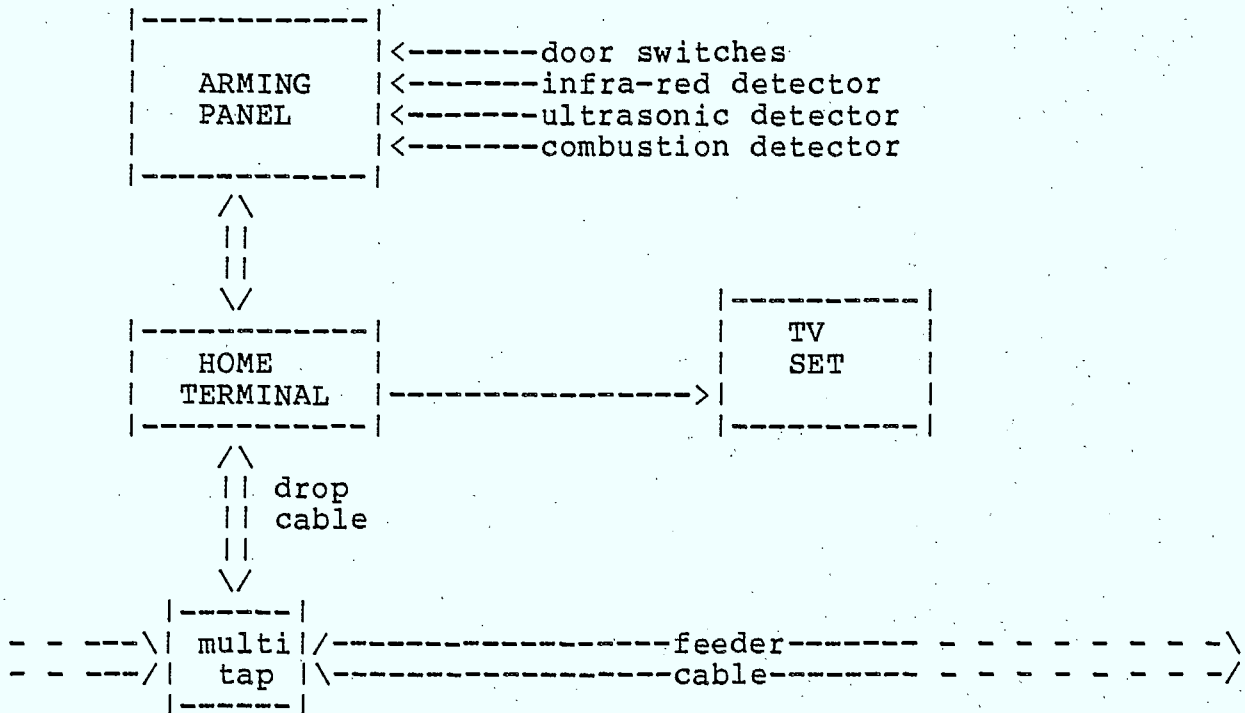 door switches
ARMING infra-red detector
PANEL ultrasonic detector
combustion detector
TV
HOME SET
TERMINAL
drop
cable
multi feeder
tap cable